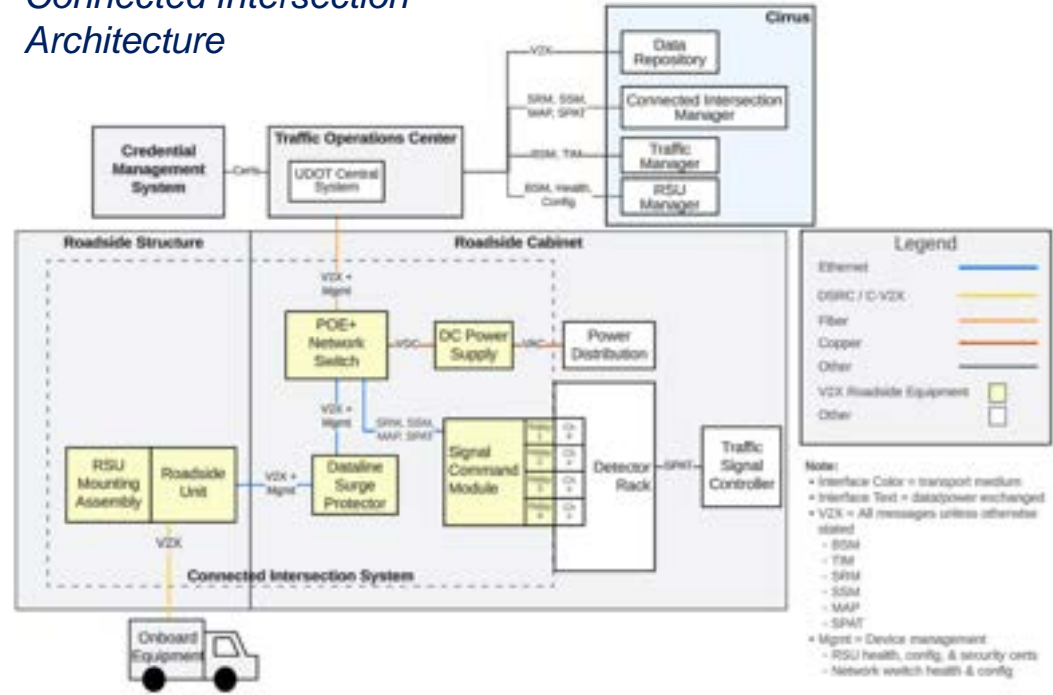 Connected Intersection
Architecture
Cirrus
Data
Repository
V2X
SRM, SSM,
MAP, SPAT
Connected Intersection
Manager
BSM, TIM
Traffic
Manager
BSM, Health,
Config
RSU
Manager
Credential
Management
System
Certs
Traffic Operations Center
UDOT Central
System
Roadside Structure
Roadside Cabinet
V2X +
Mgmt
POE+
Network
Switch
VDC
DC Power
Supply
VAC
Power
Distribution
V2X +
Mgmt
SRM, SSM,
MAP, SPAT
RSU
Mounting
Assembly
Roadside
Unit
V2X +
Mgmt
Dataline
Surge
Protector
Signal
Command
Module
Detector
Rack
SPAT
Traffic
Signal
Controller
V2X
Connected Intersection System
Onboard
Equipment
Legend
Ethernet
DSRC / C-V2X
Fiber
Copper
Other
V2X Roadside Equipment
Other
Note:
• Interface Color = transport medium
• Interface Text = data/power exchanged
• V2X = All messages unless otherwise
stated
- BSM
- TIM
- SRM
- SSM
- MAP
- SPAT
• Mgmt = Device management
- RSU health, config, & security certs
- Network switch health & config